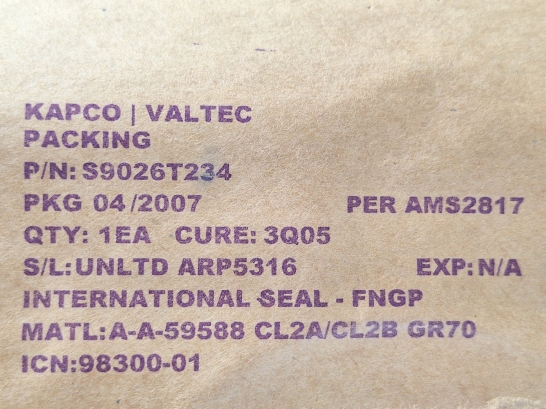 KAPCO | VALTEC
PACKING
P/N: S9026T234
PKG 04/2007 PER AMS2817
QTY: 1EA CURE: 3Q05
S/L:UNLTD ARP5316 EXP:N/A
INTERNATIONAL SEAL - FNGP
MATL:A-A-59588 CL2A/CL2B GR70
ICN:98300-01